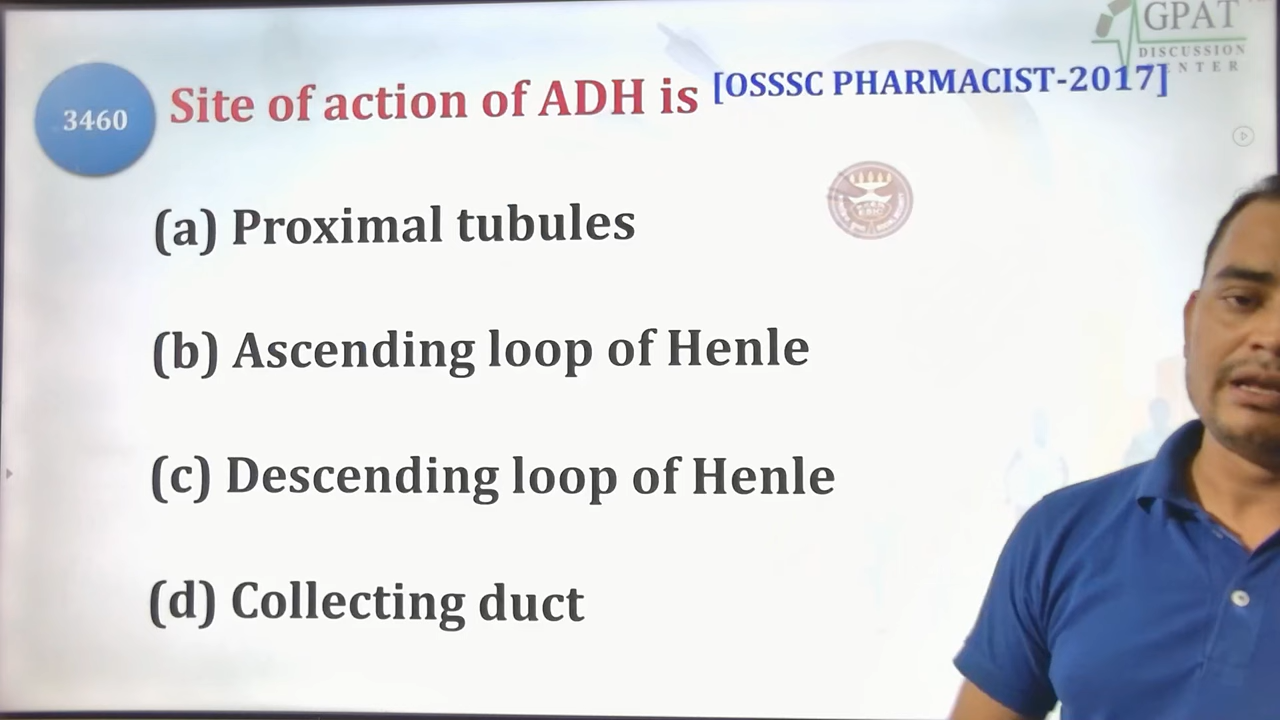 GPAT
DISCUSSION
CENTER
3460
Site of action of ADH is [OSSSC PHARMACIST-2017]
(a) Proximal tubules
(b) Ascending loop of Henle
(c) Descending loop of Henle
(d) Collecting duct